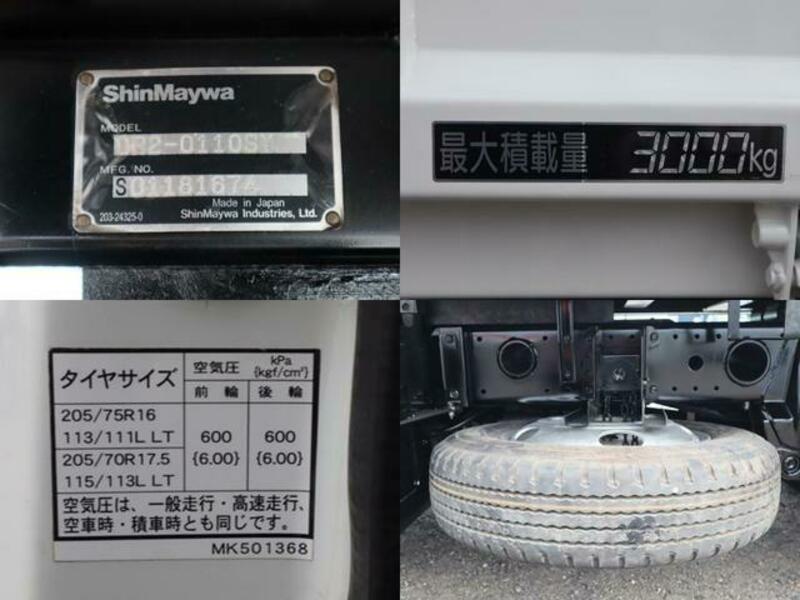 ShinMaywa
MODEL
DR2-0110SY
MFG. NO.
S0118167A
Made in Japan
203-24325-0 ShinMaywa Industries, Ltd.
最大積載量 3000kg
タイヤサイズ
空気圧 kPa {kgf/cm²}
前輪 後輪
205/75R16
113/111L LT
205/70R17.5
115/113L LT
600 600
{6.00} {6.00}
空気圧は、一般走行・高速走行、
空車時・積車時とも同じです。
MK501368